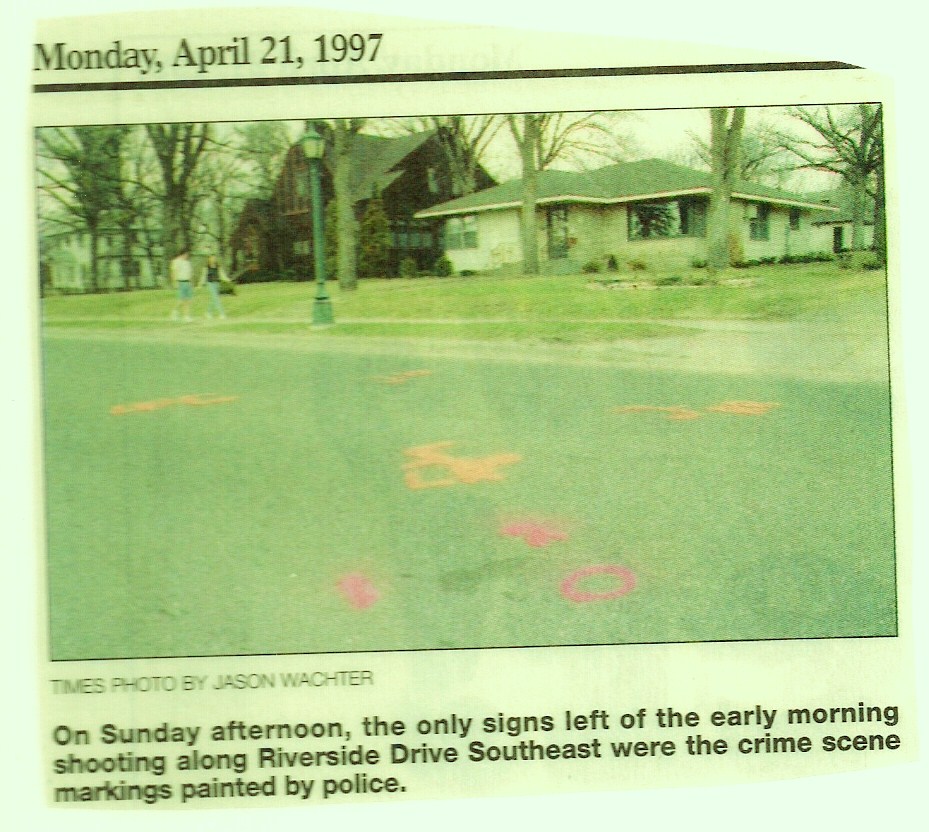 Monday, April 21, 1997
TIMES PHOTO BY JASON WACHTER
On Sunday afternoon, the only signs left of the early morning
shooting along Riverside Drive Southeast were the crime scene
markings painted by police.